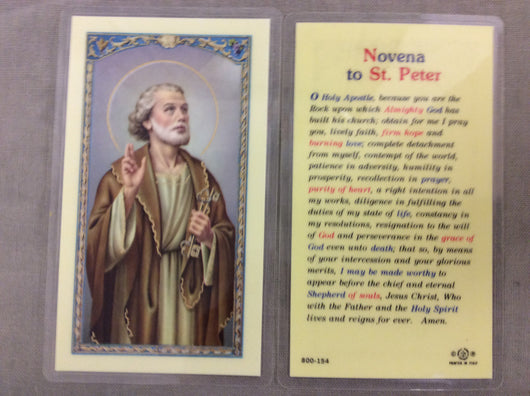 Novena
to St. Peter
O Holy Apostle, because you are the
Rock upon which Almighty God has
built his church; obtain for me I pray
you, lively faith, firm hope and
burning love; complete detachment
from myself, contempt of the world,
patience in adversity, humility in
prosperity, recollection in prayer,
purity of heart, a right intention in all
my works, diligence in fulfilling the
duties of my state of life, constancy in
my resolutions, resignation to the will
of God and perseverance in the grace of
God even unto death; that so, by means
of your intercession and your glorious
merits, I may be made worthy to
appear before the chief and eternal
Shepherd of souls, Jesus Christ, Who
with the Father and the Holy Spirit
lives and reigns for ever. Amen.
800-154
PRINTED IN ITALY